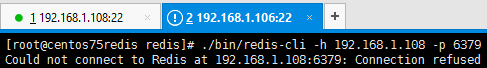 1 192.168.1.108:22 2 192.168.1.106:22 × +
[root@centos75redis redis]# ./bin/redis-cli -h 192.168.1.108 -p 6379
Could not connect to Redis at 192.168.1.108:6379: Connection refused